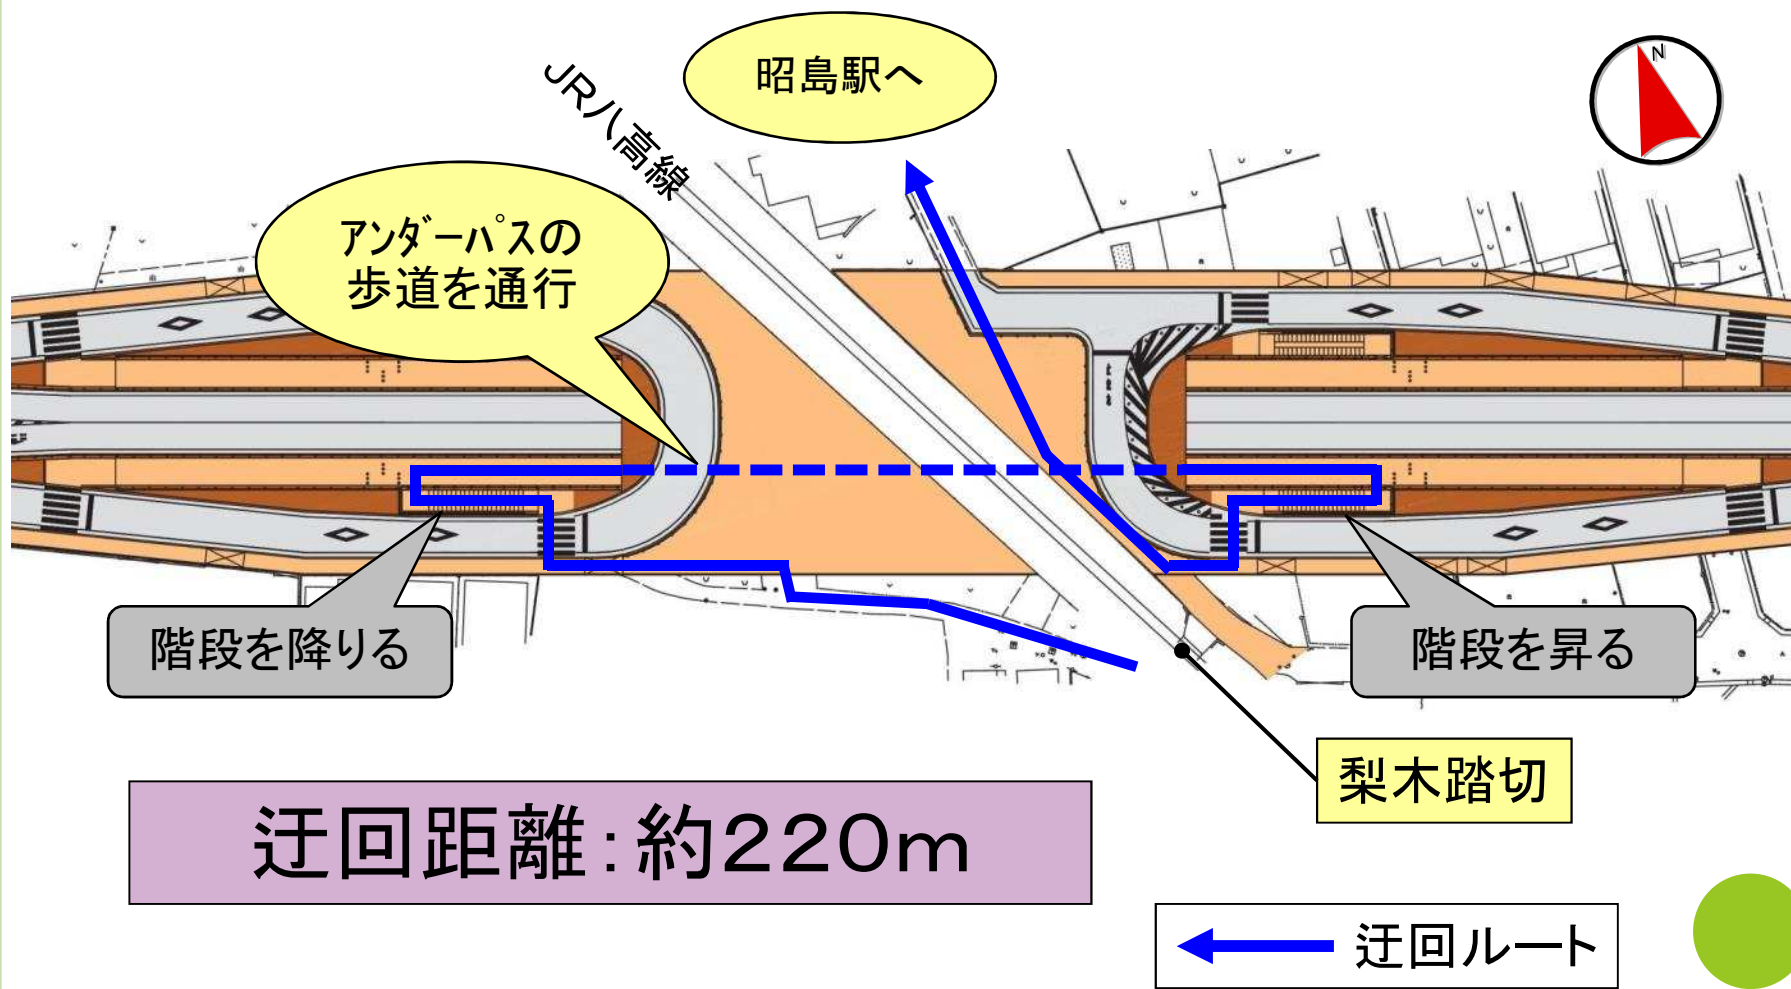 昭島駅へ
N
JR八高線
アンダーパスの
歩道を通行
階段を降りる
階段を昇る
梨木踏切
迂回距離：約220m
迂回ルート